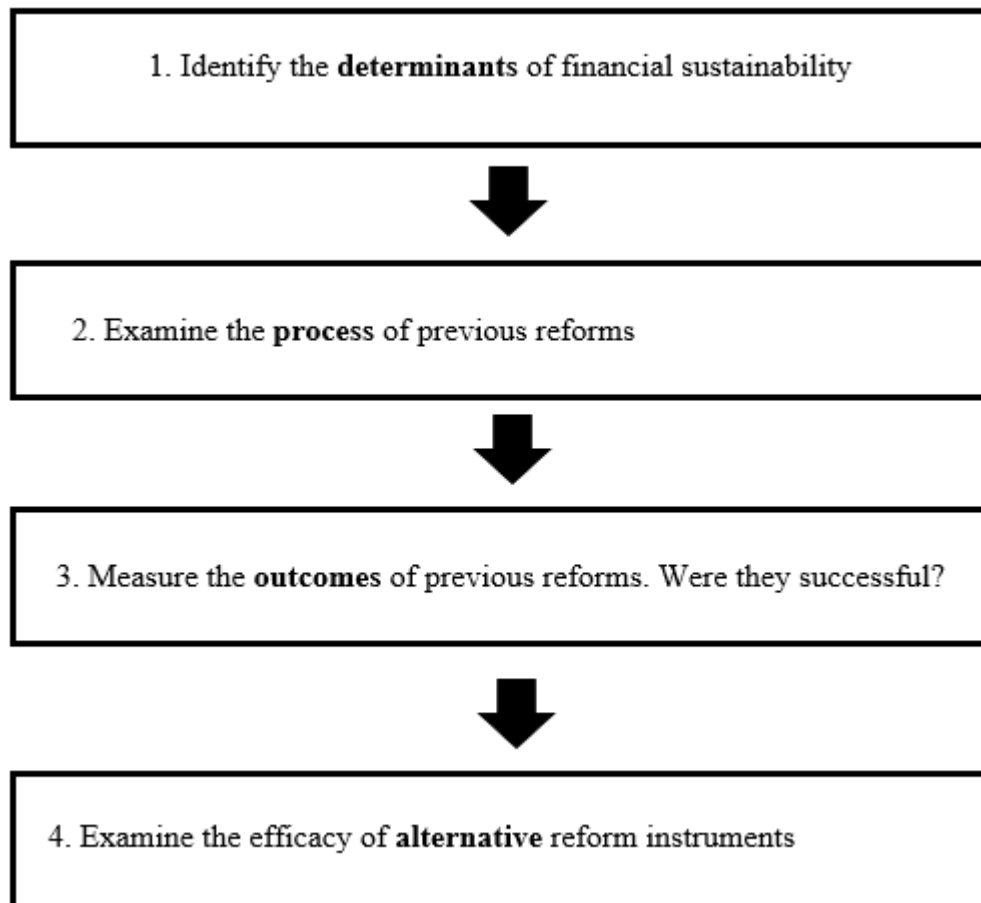 1. Identify the determinants of financial sustainability
2. Examine the process of previous reforms
3. Measure the outcomes of previous reforms. Were they successful?
4. Examine the efficacy of alternative reform instruments